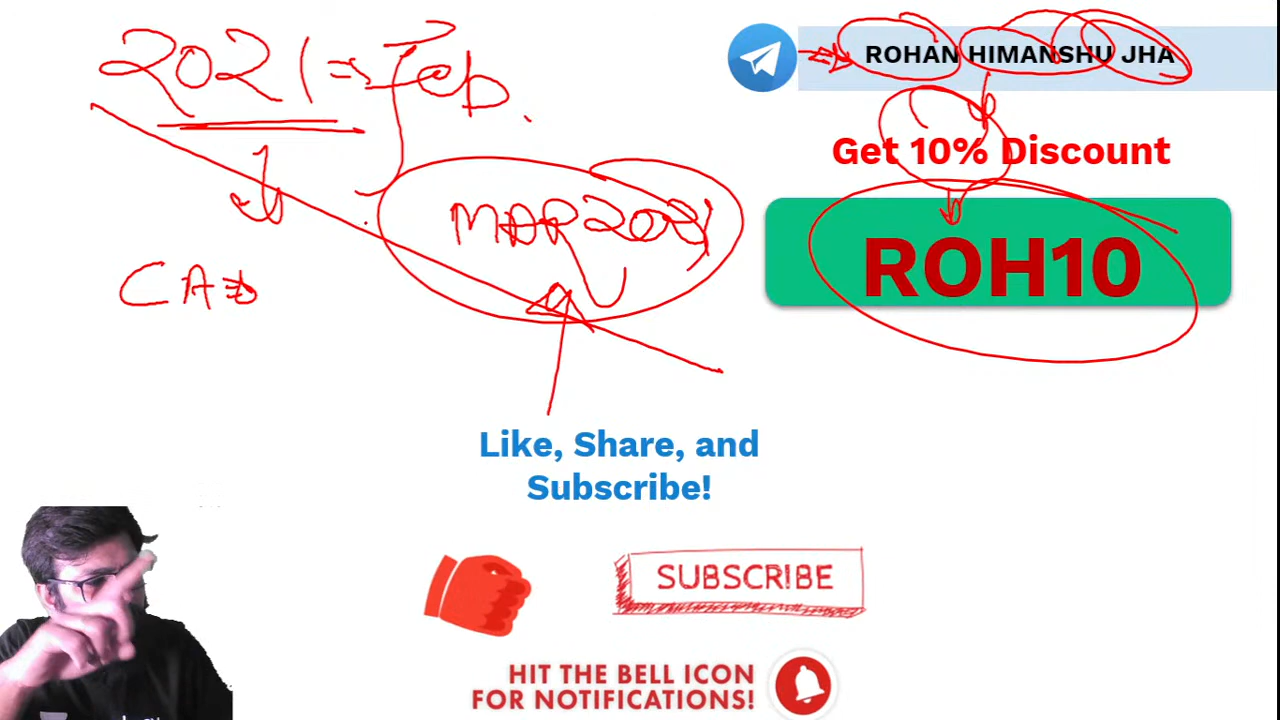 2021 => Feb.
MAR 2021
CA =>
ROHAN HIMANSHU JHA
Get 10% Discount
ROH10
Like, Share, and
Subscribe!
SUBSCRIBE
HIT THE BELL ICON
FOR NOTIFICATIONS!